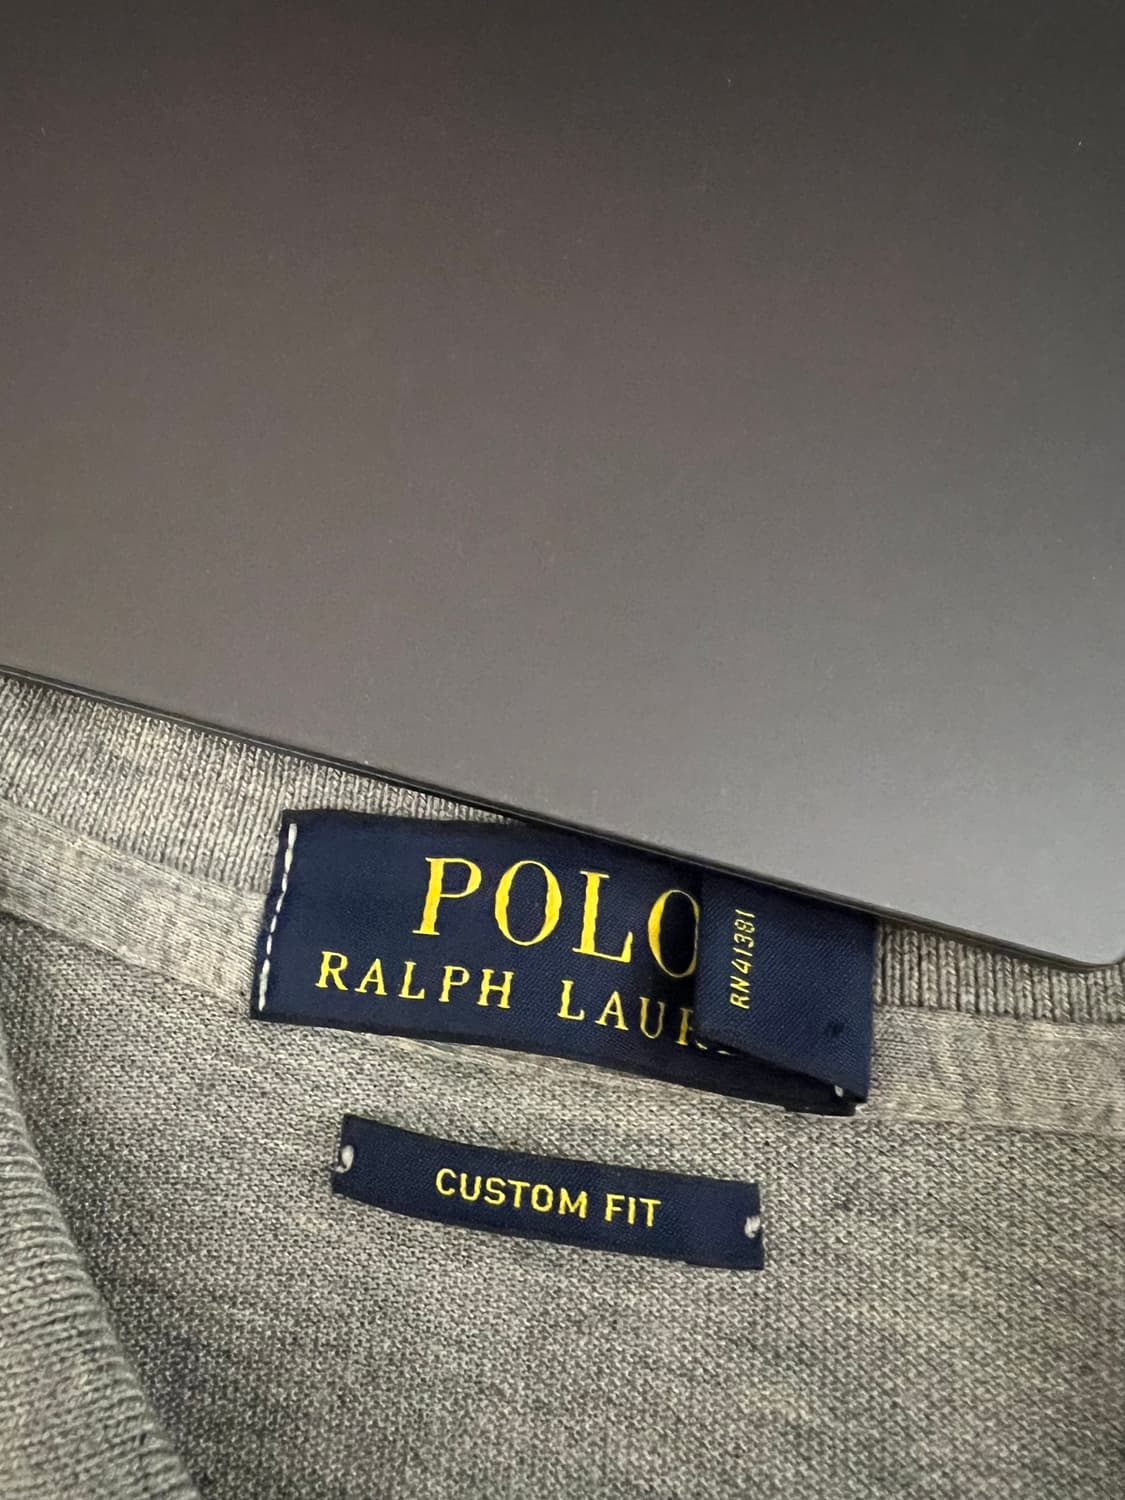 POLO
RALPH LAUR
RN41381
CUSTOM FIT